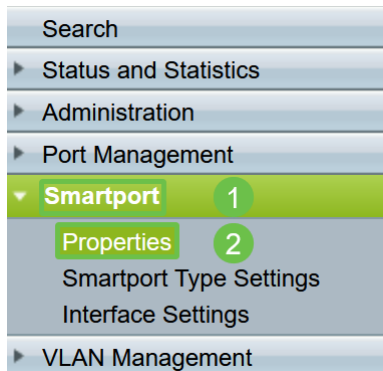 Search
Status and Statistics
Administration
Port Management
Smartport 1
Properties 2
Smartport Type Settings
Interface Settings
VLAN Management